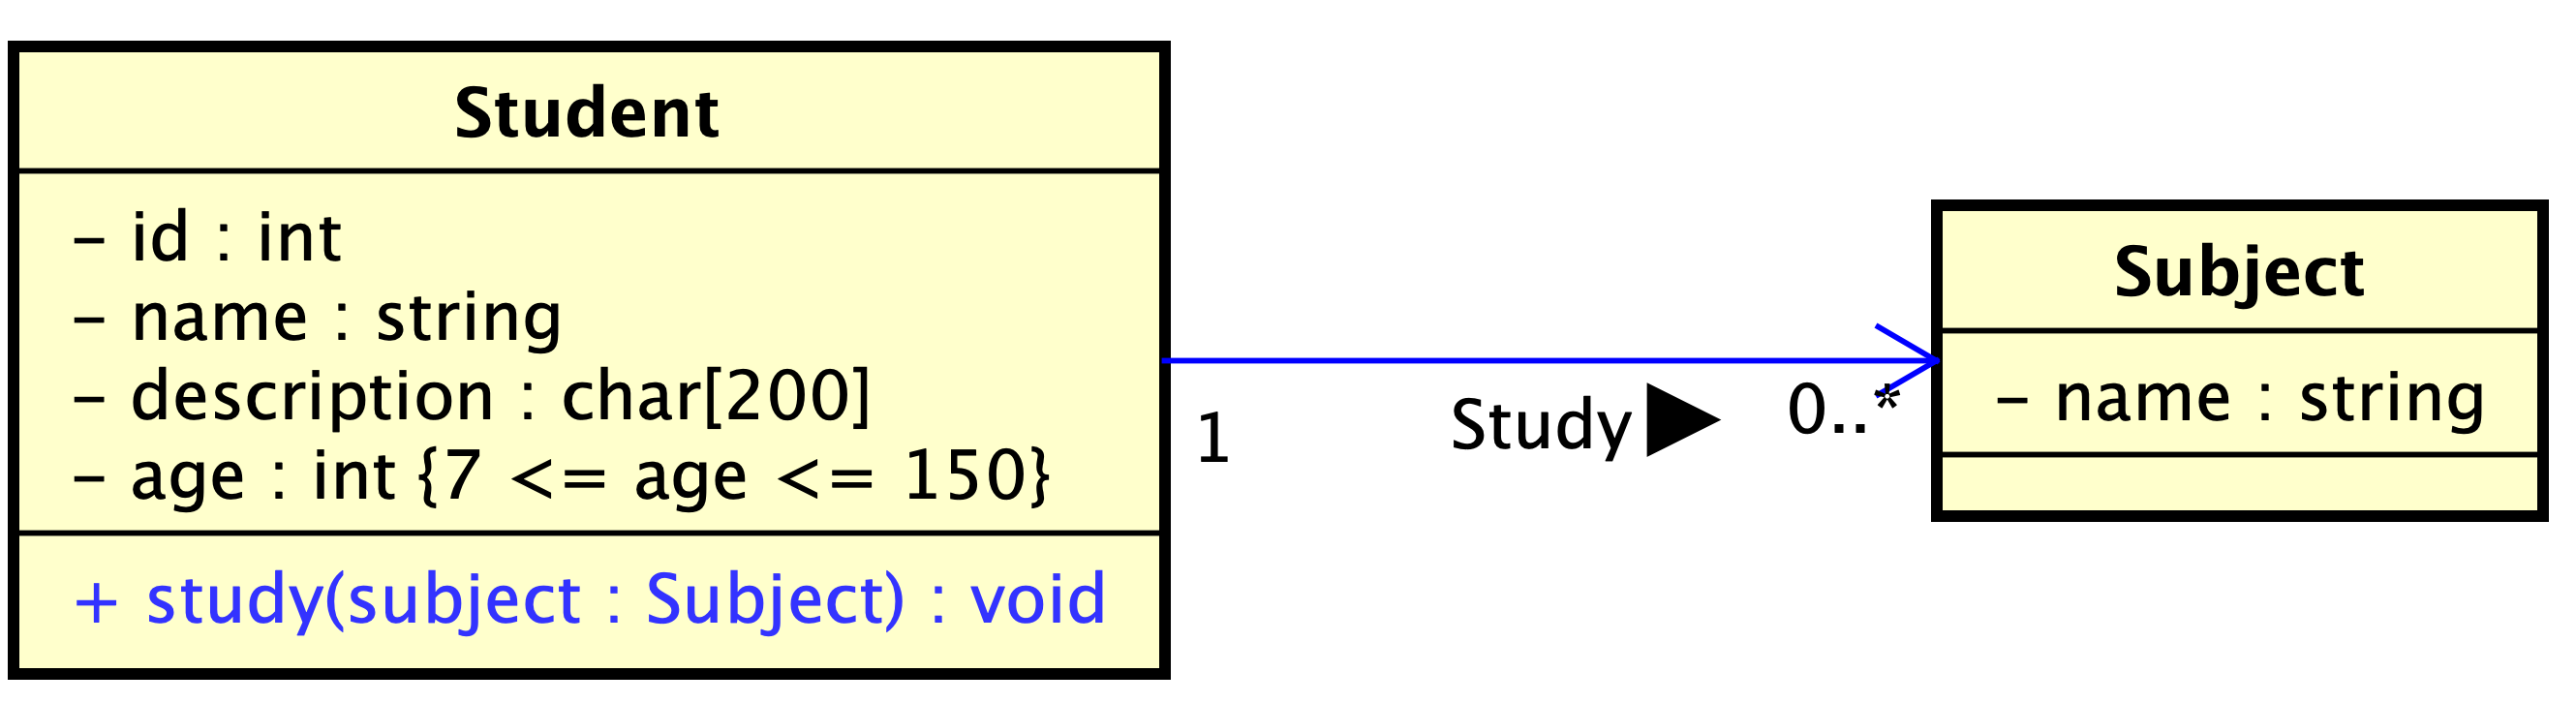 Student
– id : int
– name : string
– description : char[200]
– age : int {7 <= age <= 150}
+ study(subject : Subject) : void
1
Study
0..*
Subject
– name : string